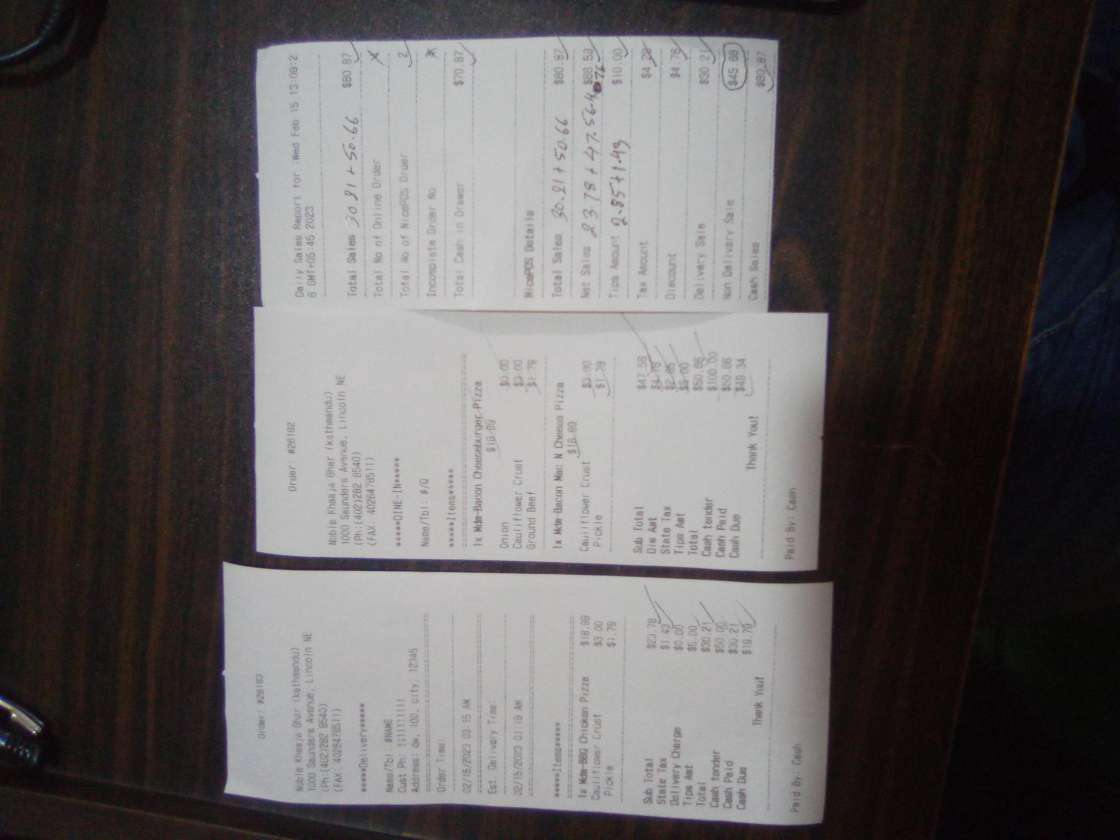 Order: #26183
Noble Khaaja Ghar (kathmandu)
1000 Saunders Avenue, Lincoln NE
(Ph:(402)282 8540)
(FAX: 4026478511)
*****Delivery*****
Name/Tbl: #NAME
Cust Ph: 1111111111
Address: dw, 100, city, 12345
Order Time:
02/15/2023 03:15 AM
Est. Delivery Time:
02/15/2023 01:19 AM
*****Items*****
1x Mdm-BBQ Chicken Pizza $18.99
Cauliflower Crust $3.00
Pickle $1.79
Sub Total $23.78
State Tax $1.43
Delivery Charge $0.00
Tips Amt $5.00
Total $30.21
Cash tender $50.00
Cash Paid $30.21
Cash Due $19.79
Thank You!
Paid By: Cash
Order: #26182
Noble Khaaja Ghar (kathmandu)
1000 Saunders Avenue, Lincoln NE
(Ph:(402)282 8540)
(FAX: 4026478511)
*****DINE-IN*****
Name/Tbl: #/Q
*****Items*****
1x Mdm-Bacon Cheeseburger Pizza
Onion $0.00
Cauliflower Crust $3.00
Ground Beef $1.79
1x Mdm-Bacon Mac N Cheese Pizza
Cauliflower Crust $3.00
Pickle $1.79
Sub Total $47.56
Dis Amt $4.76
State Tax $2.85
Tips Amt $5.00
Total $50.66
Cash tender $100.00
Cash Paid $50.66
Cash Due $49.34
Thank You!
Paid By: Cash
Daily Sales Report for :Wed Feb 15 13:09:2
6 GMT+05:45 2023
Total Sales 30.21 + 50.66 $80.87
Total No of Online Order
Total No of NicePOS Order 2
Incomplete Order No
Total Cash in Drawer $70.87
NicePOS Details
Total Sales 30.21+50.66 $80.87
Net Sales 23.78 + 47.56-4.76 $66.59
Tips Amount 2.85+1.43 $10.00
Tax Amount $4.28
Discount $4.76
Delivery Sale $30.21
Non Delivery Sale $45.66
Cash Sales $80.87